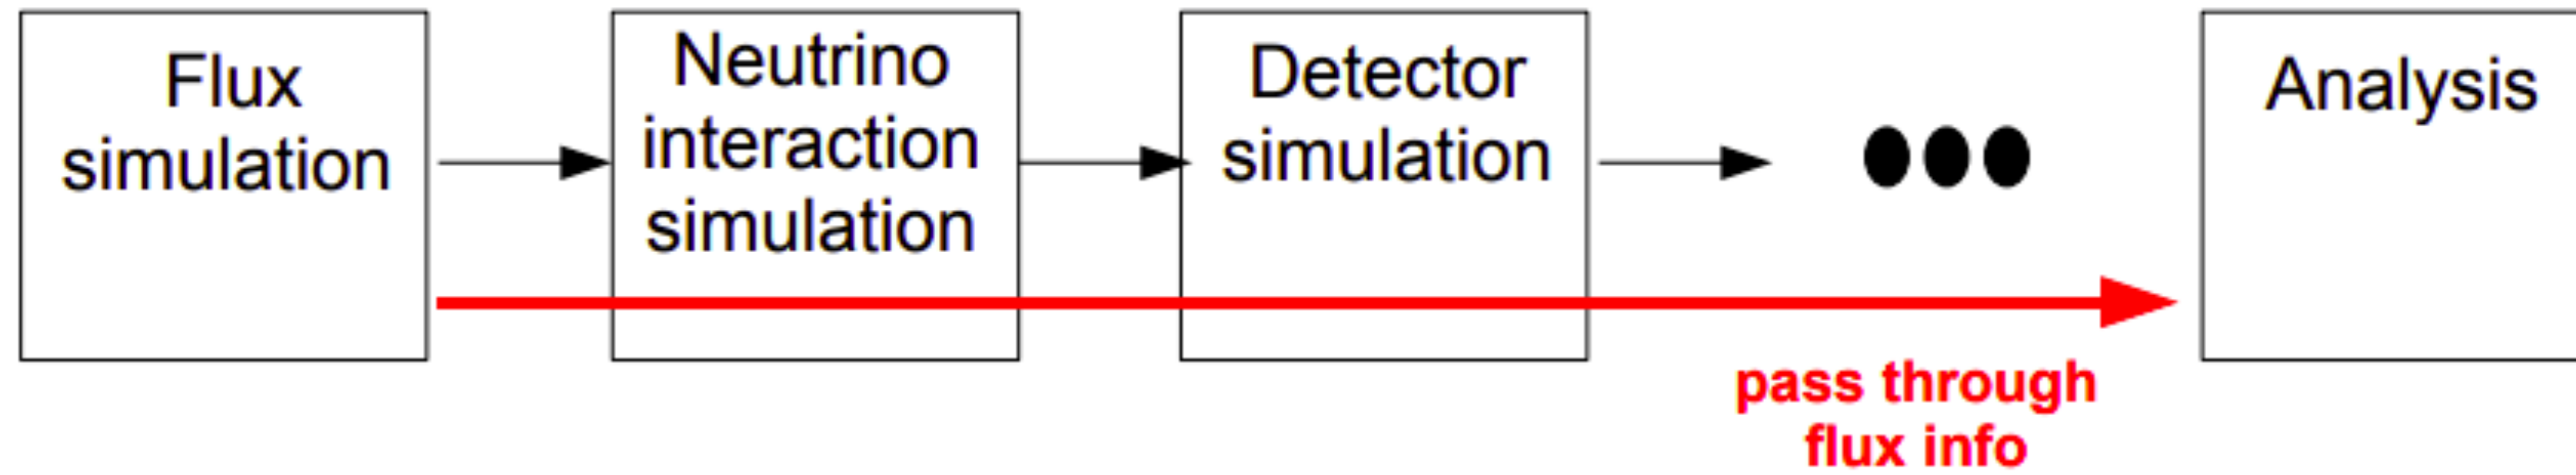 Flux
simulation
Neutrino
interaction
simulation
Detector
simulation
Analysis
pass through
flux info